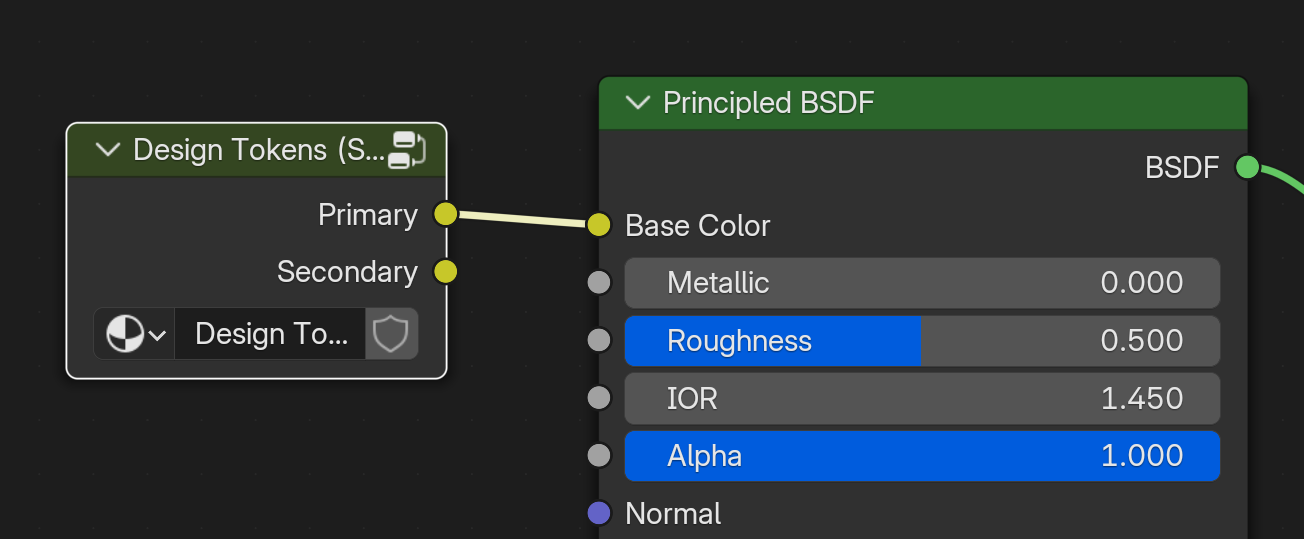 Design Tokens (S...
Primary
Secondary
Design To...
Principled BSDF
BSDF
Base Color
Metallic 0.000
Roughness 0.500
IOR 1.450
Alpha 1.000
Normal